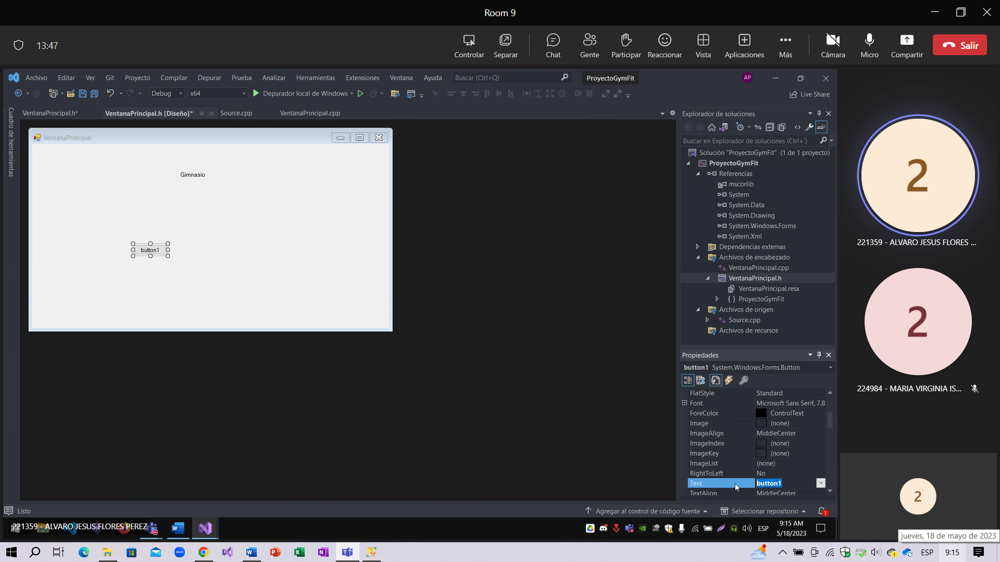 Room 9
13:47
Controlar
Separar
Chat
Gente
Participar
Reaccionar
Vista
Aplicaciones
Más
Cámara
Micro
Compartir
Salir
Archivo Editar Ver Git Proyecto Compilar Depurar Prueba Analizar Herramientas Extensiones Ventana Ayuda Buscar (Ctrl+Q) ProyectoGymFit AP
Debug x64 Depurador local de Windows Live Share
Cuadro de herramientas
VentanaPrincipal.h* VentanaPrincipal.h [Diseño]* Source.cpp VentanaPrincipal.cpp
VentanaPrincipal
Gimnasio
button1
Explorador de soluciones
Buscar en Explorador de soluciones (Ctrl+´)
Solución "ProyectoGymFit" (1 de 1 proyecto)
ProyectoGymFit
Referencias
mscorlib
System
System.Data
System.Drawing
System.Windows.Forms
System.Xml
Dependencias externas
Archivos de encabezado
VentanaPrincipal.cpp
VentanaPrincipal.h
VentanaPrincipal.resx
{ } ProyectoGymFit
Archivos de origen
Source.cpp
Archivos de recursos
Propiedades
button1 System.Windows.Forms.Button
FlatStyle Standard
Font Microsoft Sans Serif, 7.8
ForeColor ControlText
Image (none)
ImageAlign MiddleCenter
ImageIndex (none)
ImageKey (none)
ImageList (none)
RightToLeft No
Text button1
TextAlign MiddleCenter
Listo
Agregar al control de código fuente
Seleccionar repositorio
1
221359 - ALVARO JESUS FLORES PEREZ
ESP
9:15 AM
5/18/2023
2
221359 - ALVARO JESUS FLORES ...
2
224984 - MARIA VIRGINIA IS...
2
jueves, 18 de mayo de 2023
zoom
ESP
9:15